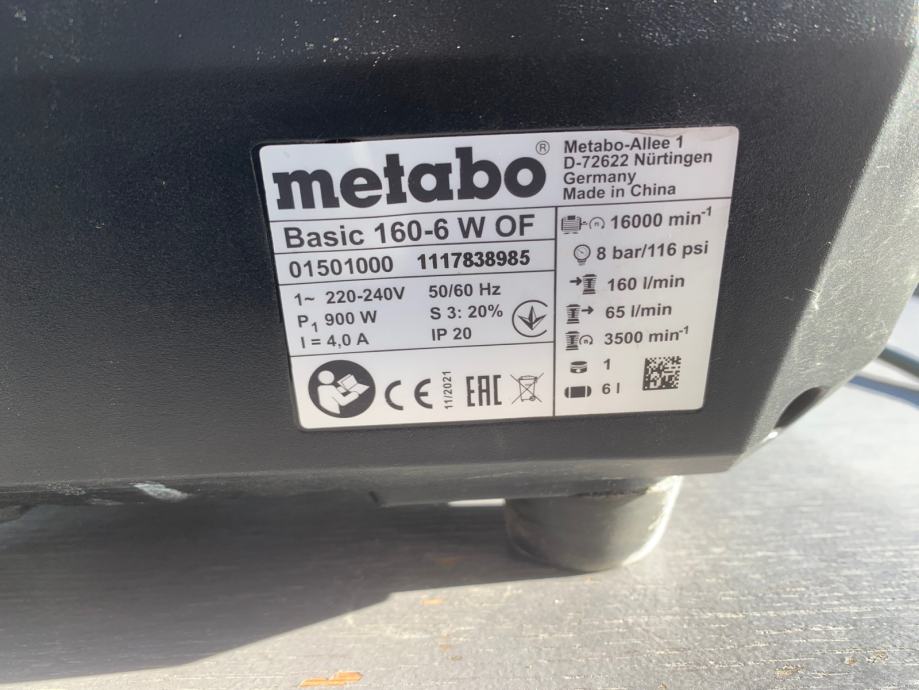 metabo®
Metabo-Allee 1
D-72622 Nürtingen
Germany
Made in China
Basic 160-6 W OF
01501000 1117838985
1~ 220-240V 50/60 Hz
P1 900 W S 3: 20%
I = 4,0 A IP 20
CE 11/2021 EAC
16000 min-1
8 bar/116 psi
160 l/min
65 l/min
3500 min-1
1
6 l